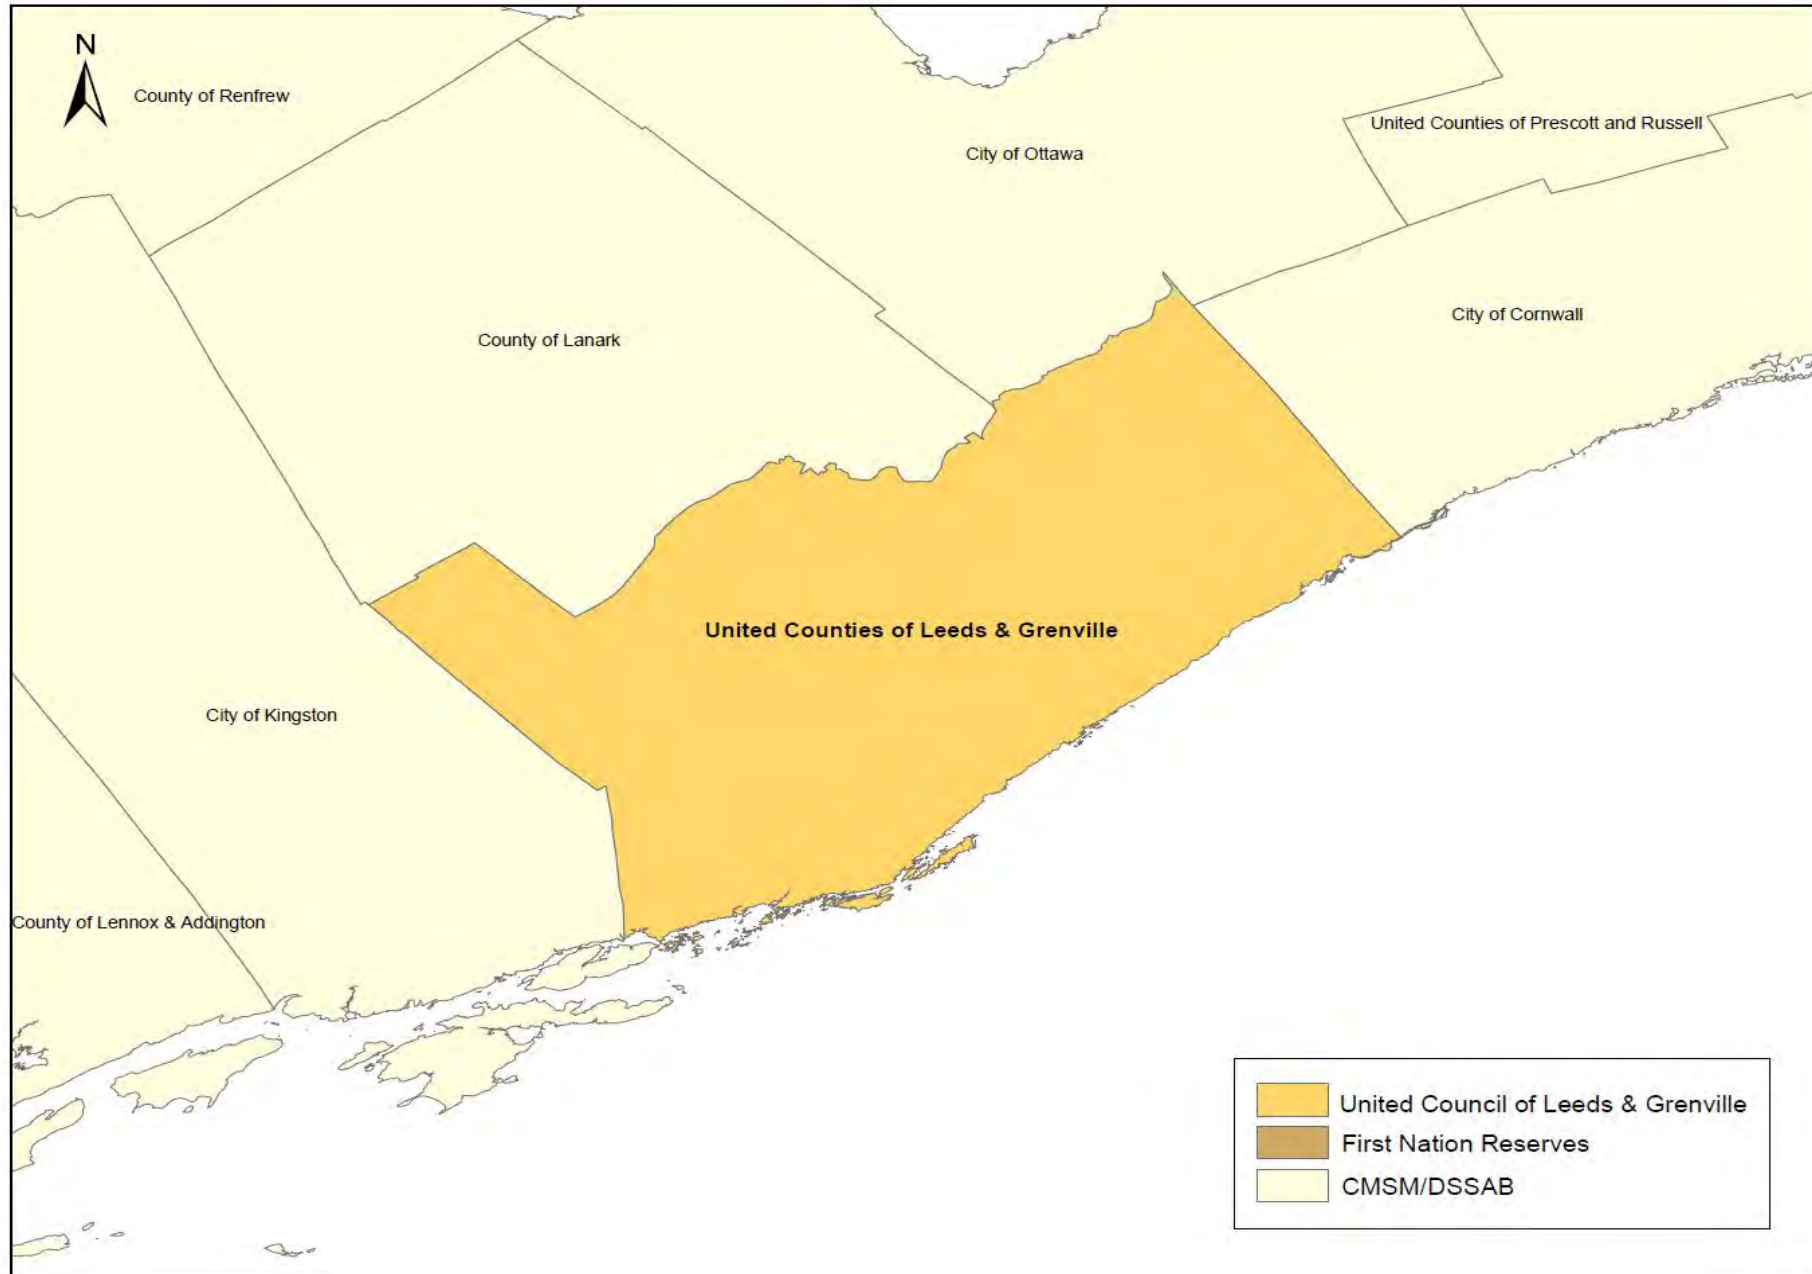 N
County of Renfrew
United Counties of Prescott and Russell
City of Ottawa
City of Cornwall
County of Lanark
United Counties of Leeds & Grenville
City of Kingston
County of Lennox & Addington
United Council of Leeds & Grenville
First Nation Reserves
CMSM/DSSAB